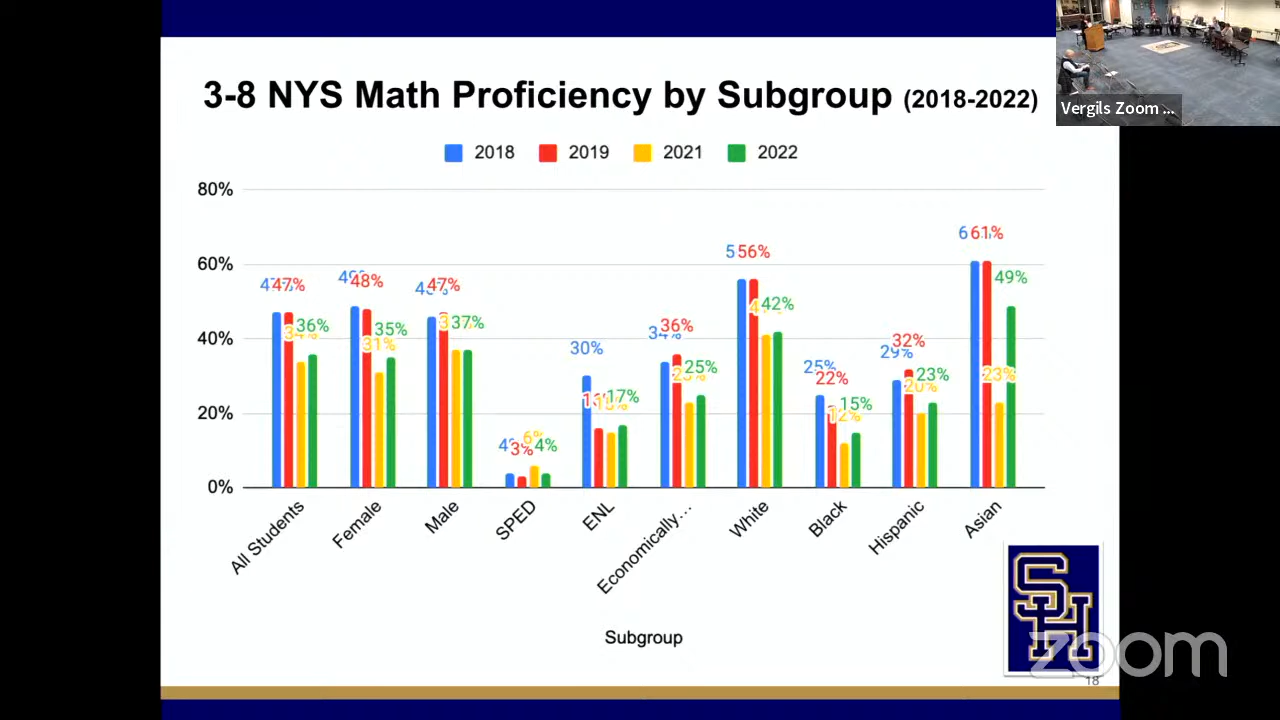 3-8 NYS Math Proficiency by Subgroup (2018-2022)
Vergils Zoom ...
2018 2019 2021 2022
80%
60%
40%
20%
0%
47% 36%
48% 31% 35%
47% 37%
3% 6% 4%
30% 17%
36% 25%
56% 42%
25% 22% 12% 15%
29% 32% 20% 23%
61% 23% 49%
All Students
Female
Male
SPED
ENL
Economically...
White
Black
Hispanic
Asian
Subgroup
SH
zoom
18